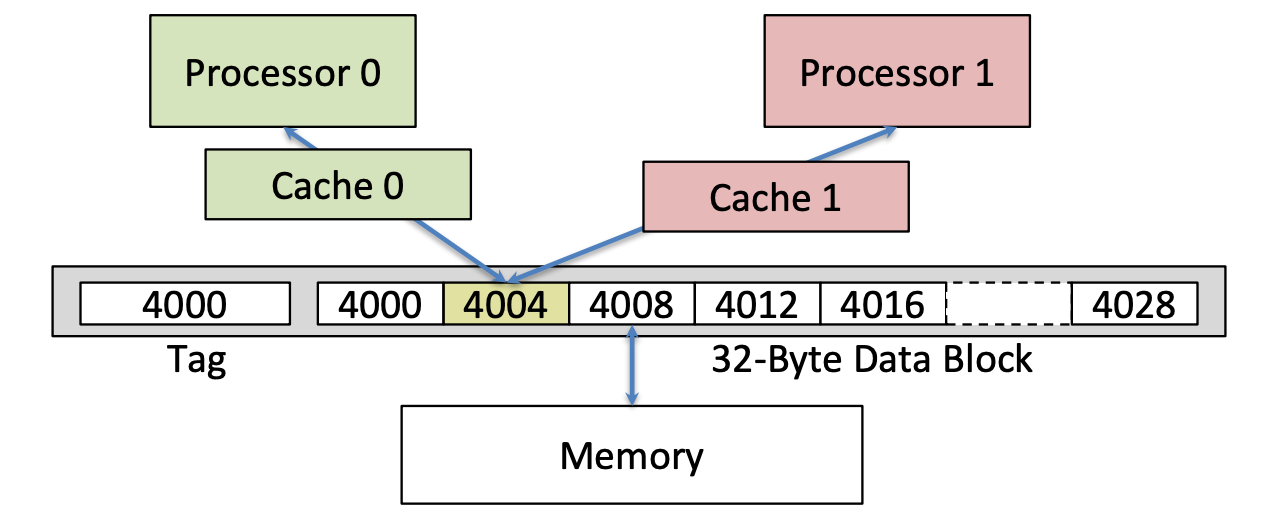 Processor 0
Processor 1
Cache 0
Cache 1
4000 4000 4004 4008 4012 4016 4028
Tag 32-Byte Data Block
Memory